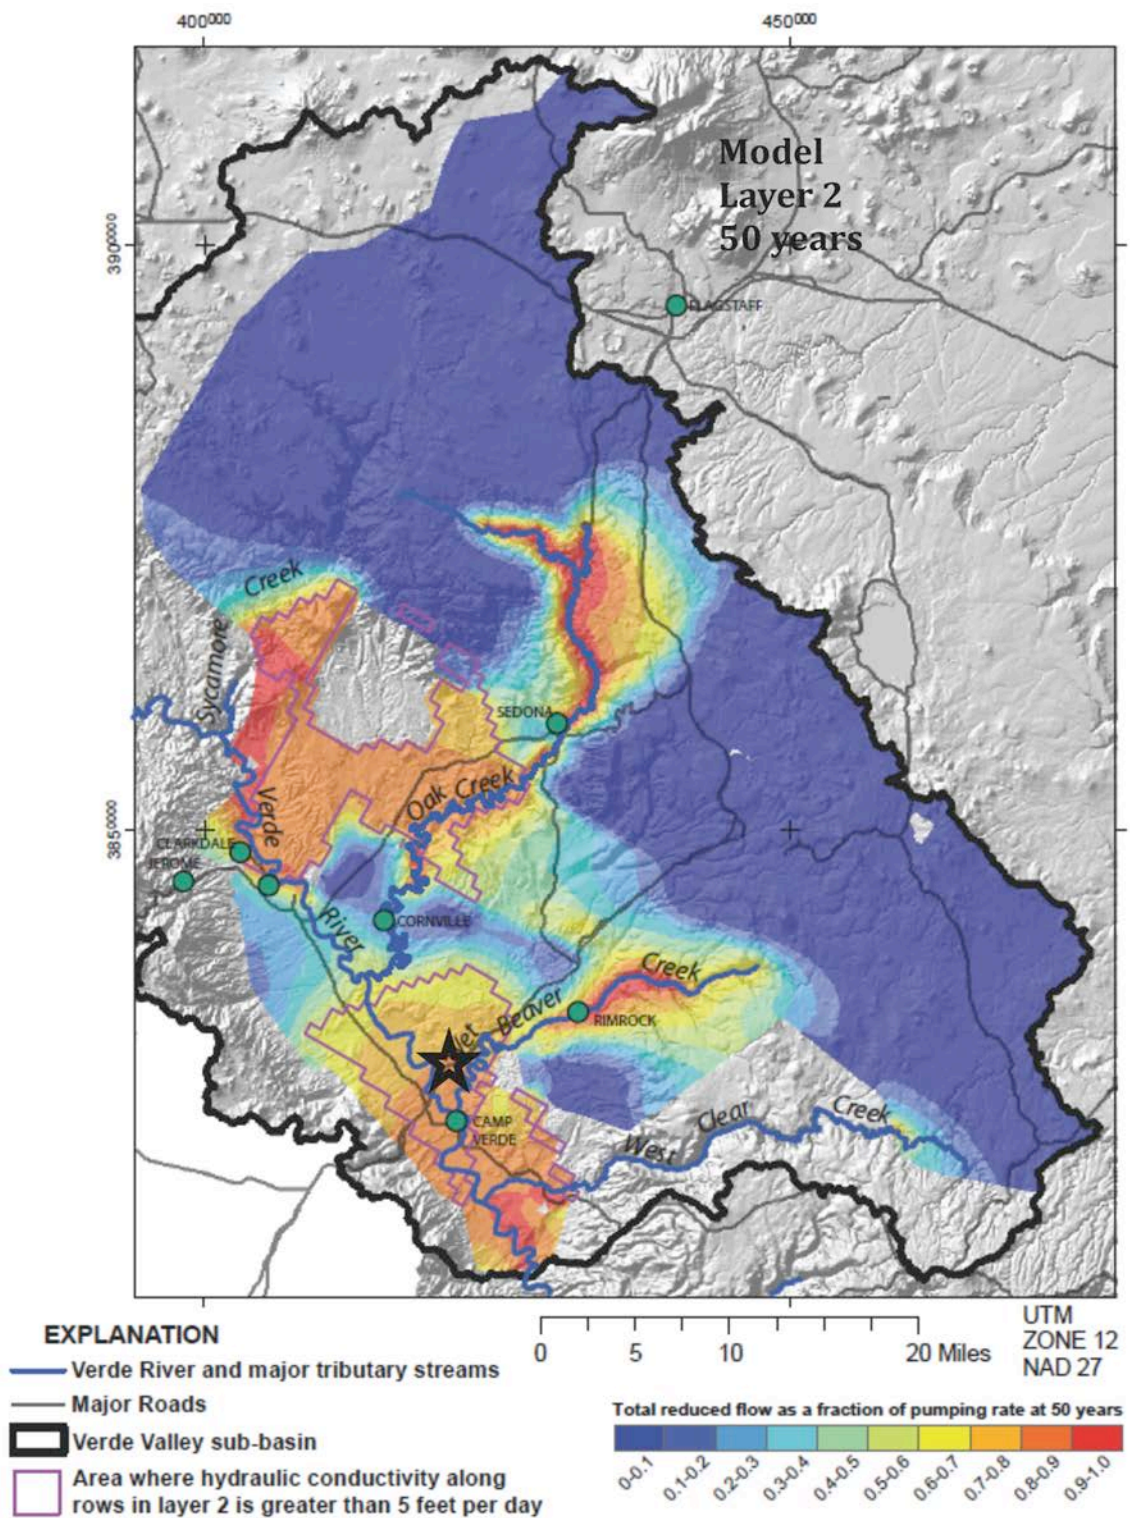 400000
450000
Model
Layer 2
50 years
3900000
FLAGSTAFF
Creek
Sycamore
SEDONA
Oak Creek
Verde
3850000
CLARKDALE
JEROME
River
CORNVILLE
Creek
Wet Beaver
RIMROCK
CAMP
VERDE
West Clear Creek
EXPLANATION
Verde River and major tributary streams
Major Roads
Verde Valley sub-basin
Area where hydraulic conductivity along
rows in layer 2 is greater than 5 feet per day
0 5 10 20 Miles
UTM
ZONE 12
NAD 27
Total reduced flow as a fraction of pumping rate at 50 years
0-0.1 0.1-0.2 0.2-0.3 0.3-0.4 0.4-0.5 0.5-0.6 0.6-0.7 0.7-0.8 0.8-0.9 0.9-1.0